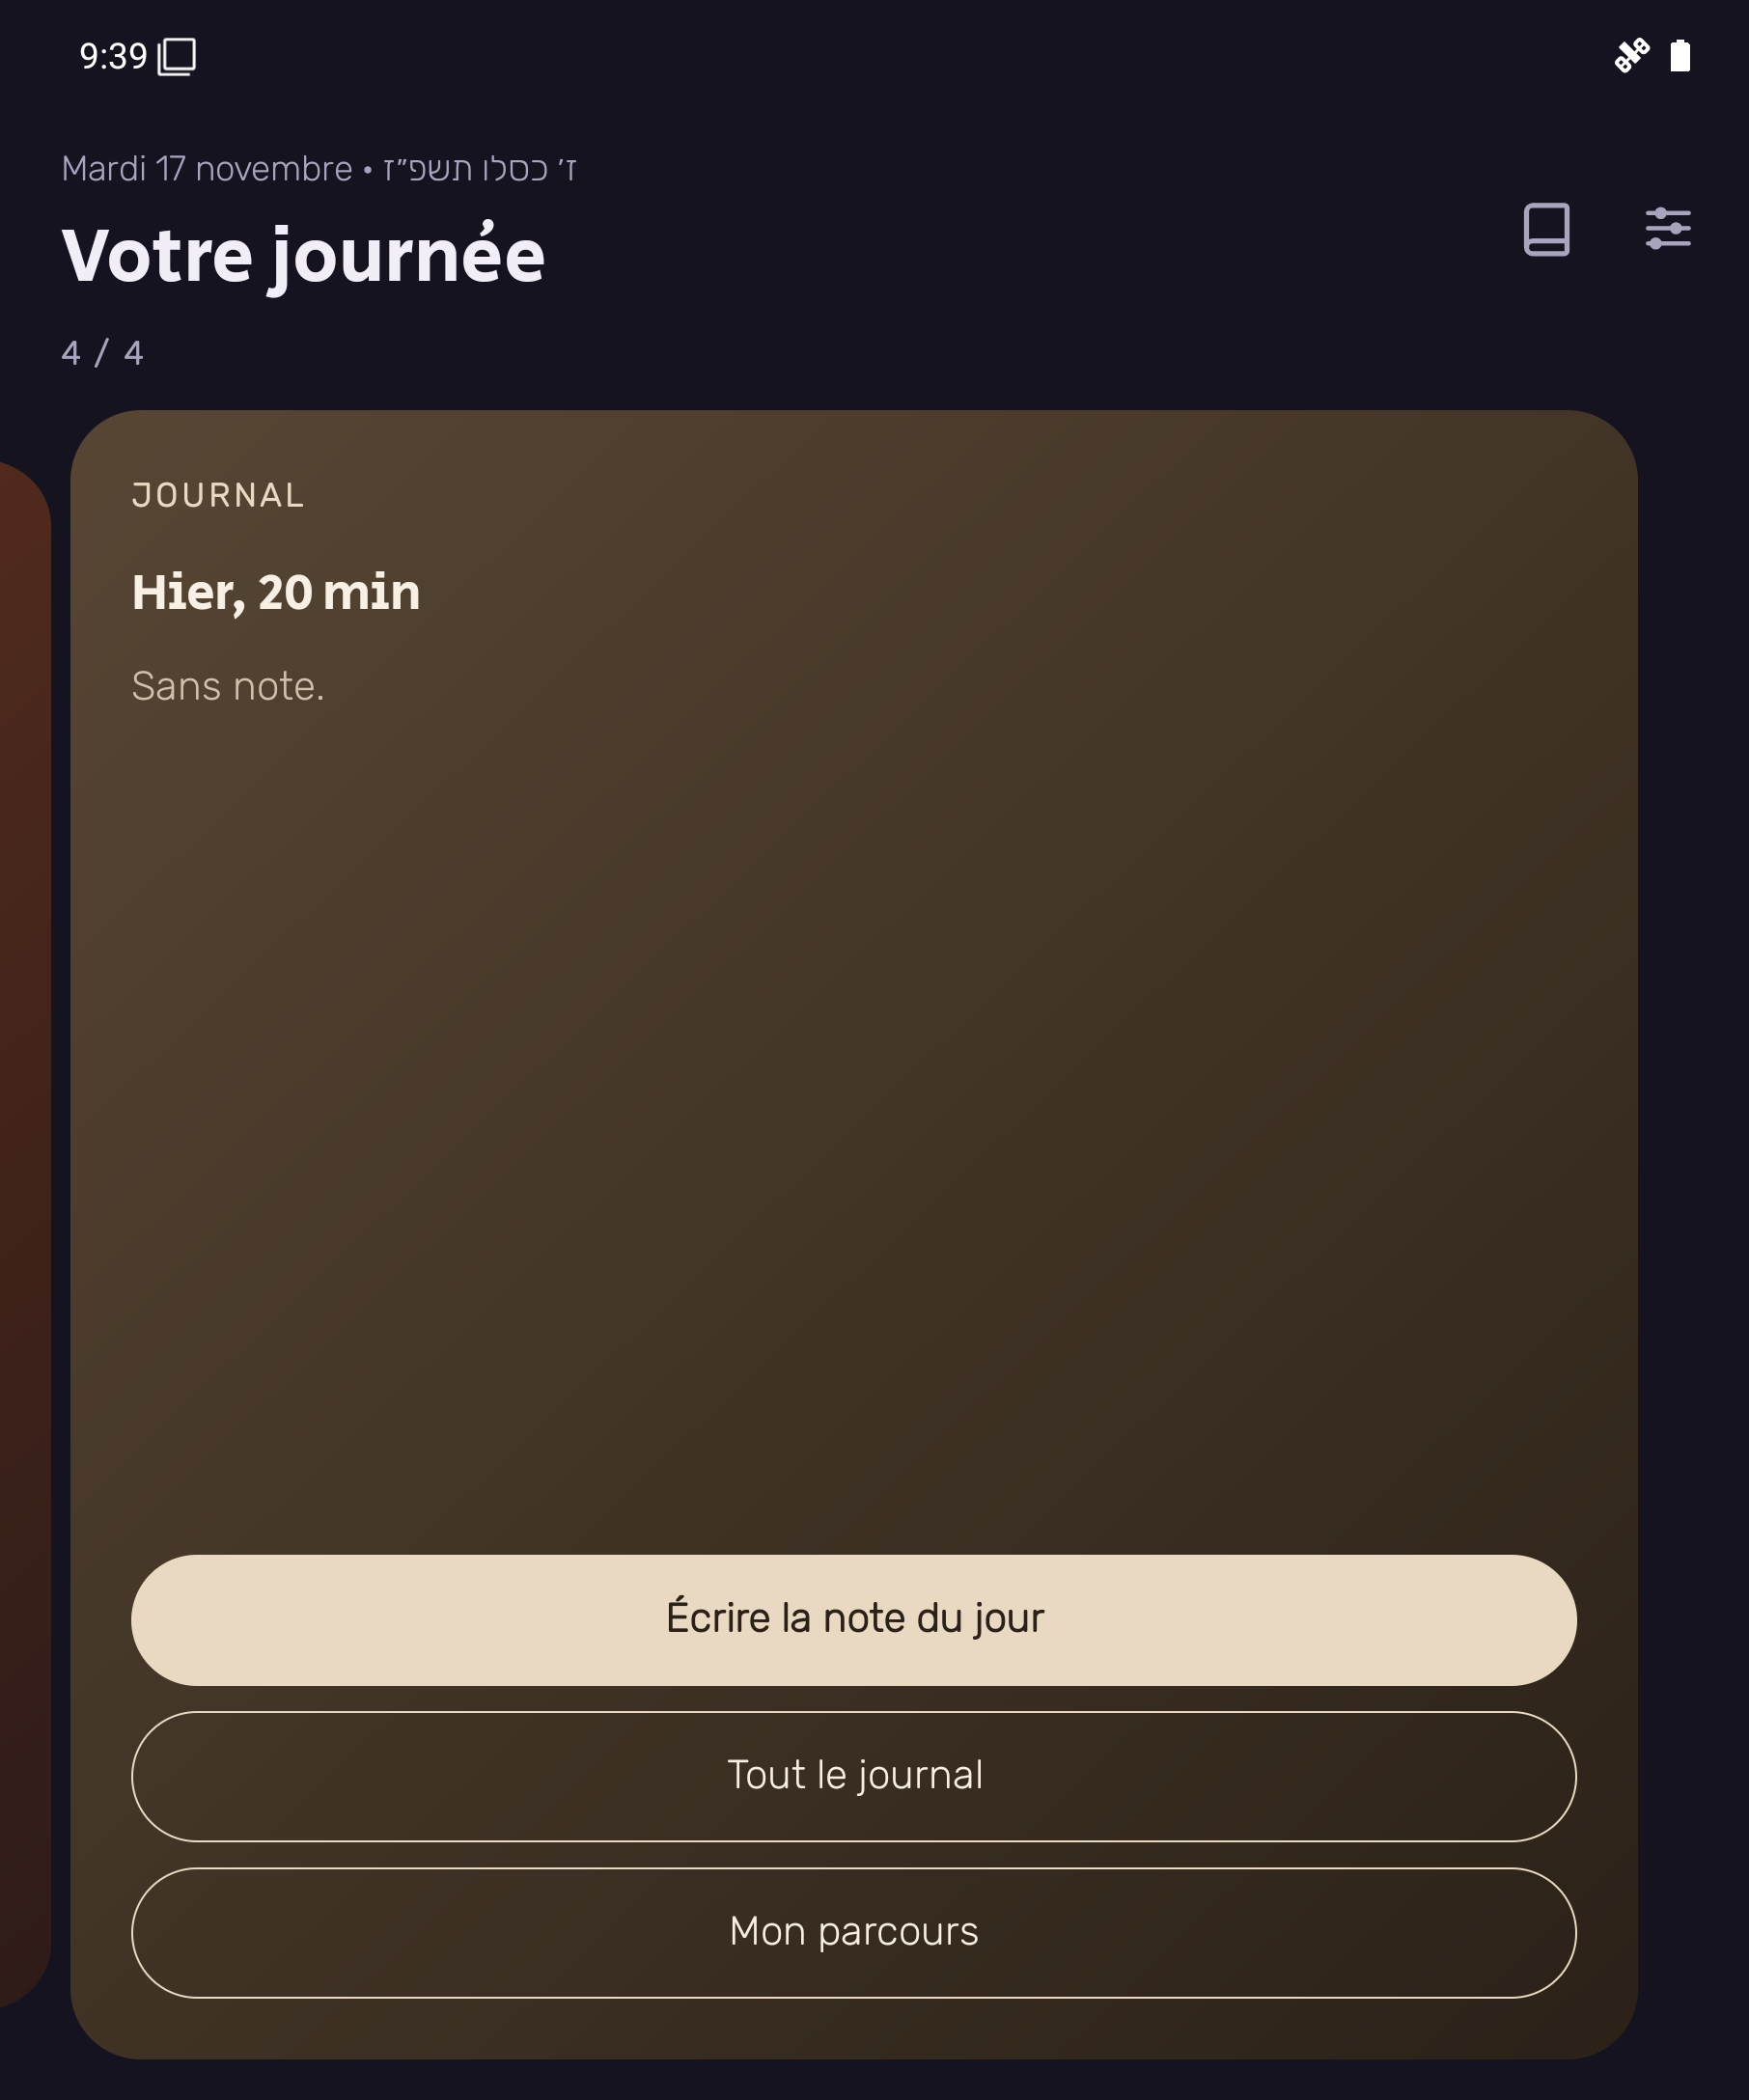 9:39
Mardi 17 novembre • ז׳ כסלו תשפ״ז
Votre journée
4 / 4
JOURNAL
Hier, 20 min
Sans note.
Écrire la note du jour
Tout le journal
Mon parcours